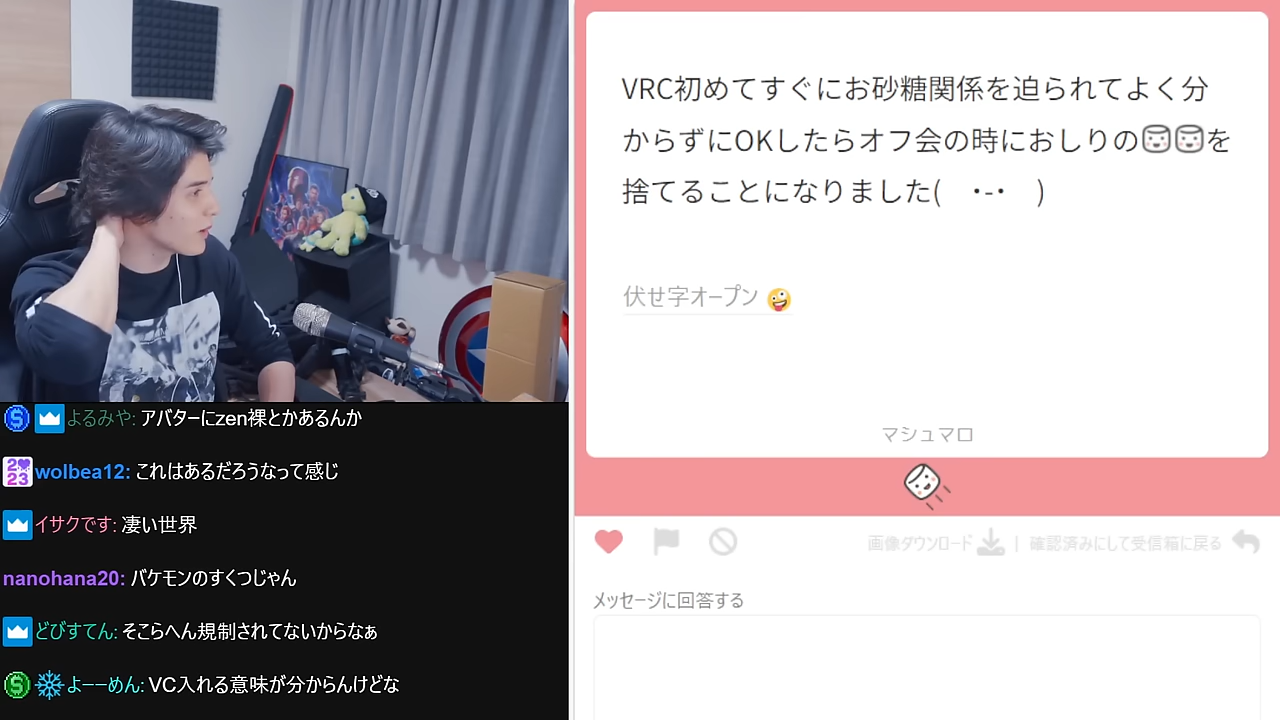 VRC初めてすぐにお砂糖関係を迫られてよく分
からずにOKしたらオフ会の時におしりのを
捨てることになりました( ・-・ )
伏せ字オープン
マシュマロ
画像ダウンロード | 確認済みにして受信箱に戻る
メッセージに回答する
よるみや: アバターにzen裸とかあるんか
2023 wolbea12: これはあるだろうなって感じ
イサクです: 凄い世界
nanohana20: バケモンのすくつじゃん
どびすてん: そこらへん規制されてないからなぁ
よーーめん: VC入れる意味が分からんけどな